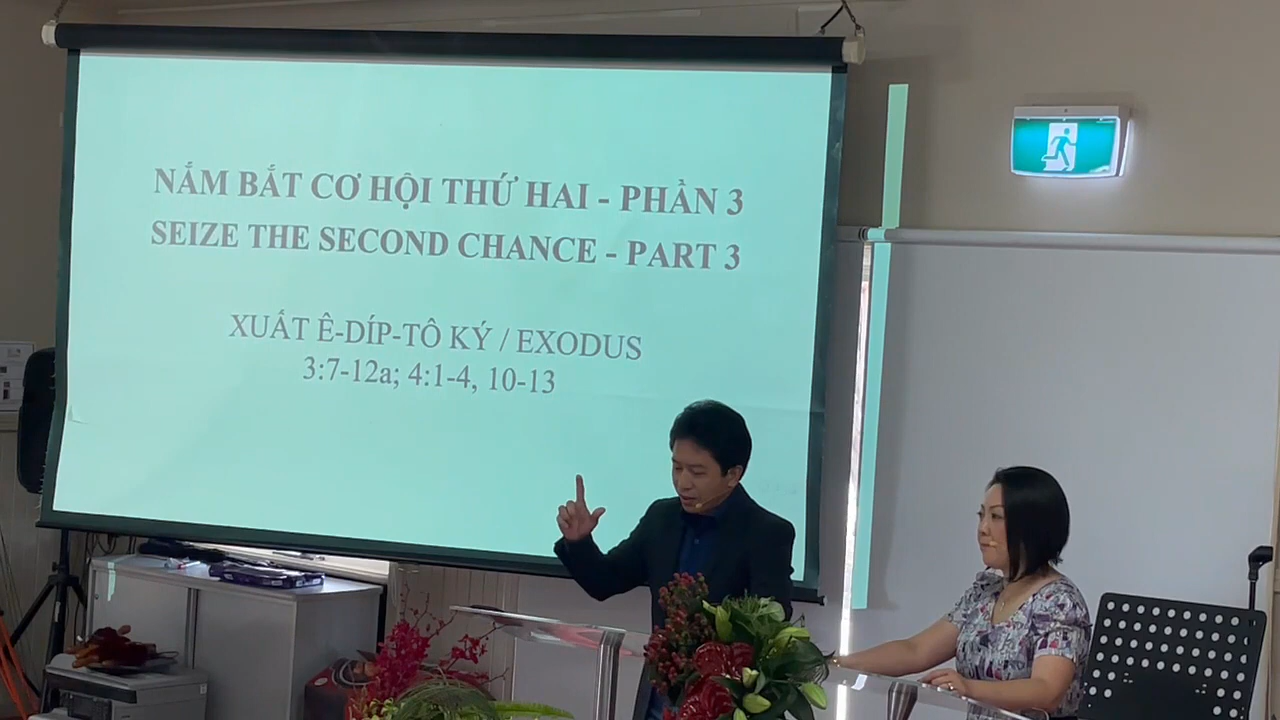 NẮM BẮT CƠ HỘI THỨ HAI - PHẦN 3
SEIZE THE SECOND CHANCE - PART 3
XUẤT Ê-DÍP-TÔ KÝ / EXODUS
3:7-12a; 4:1-4, 10-13